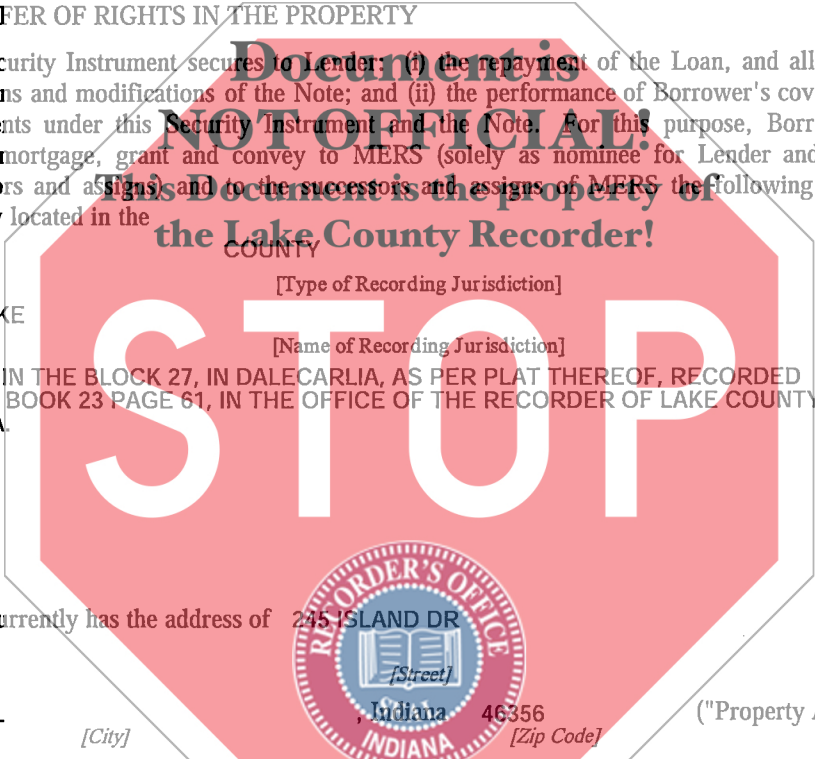 FER OF RIGHTS IN THE PROPERTY
curity Instrument secures to Lender: (i) the repayment of the Loan, and all
Document is
ns and modifications of the Note; and (ii) the performance of Borrower's cov
NOT OFFICIAL!
nts under this Security Instrument and the Note. For this purpose, Borr
mortgage, grant and convey to MERS (solely as nominee for Lender and
rs and assigns) and to the successors and assigns of MERS the following
This Document is the property of
located in the
the Lake County Recorder!
COUNTY
[Type of Recording Jurisdiction]
KE
[Name of Recording Jurisdiction]
STOP
IN THE BLOCK 27, IN DALECARLIA, AS PER PLAT THEREOF, RECORDED
BOOK 23 PAGE 61, IN THE OFFICE OF THE RECORDER OF LAKE COUNTY
A.
RECORDER'S OFFICE
urrently has the address of 245 ISLAND DR
[Street]
Seal
, Indiana 46356 ("Property A
[City] [Zip Code]
INDIANA